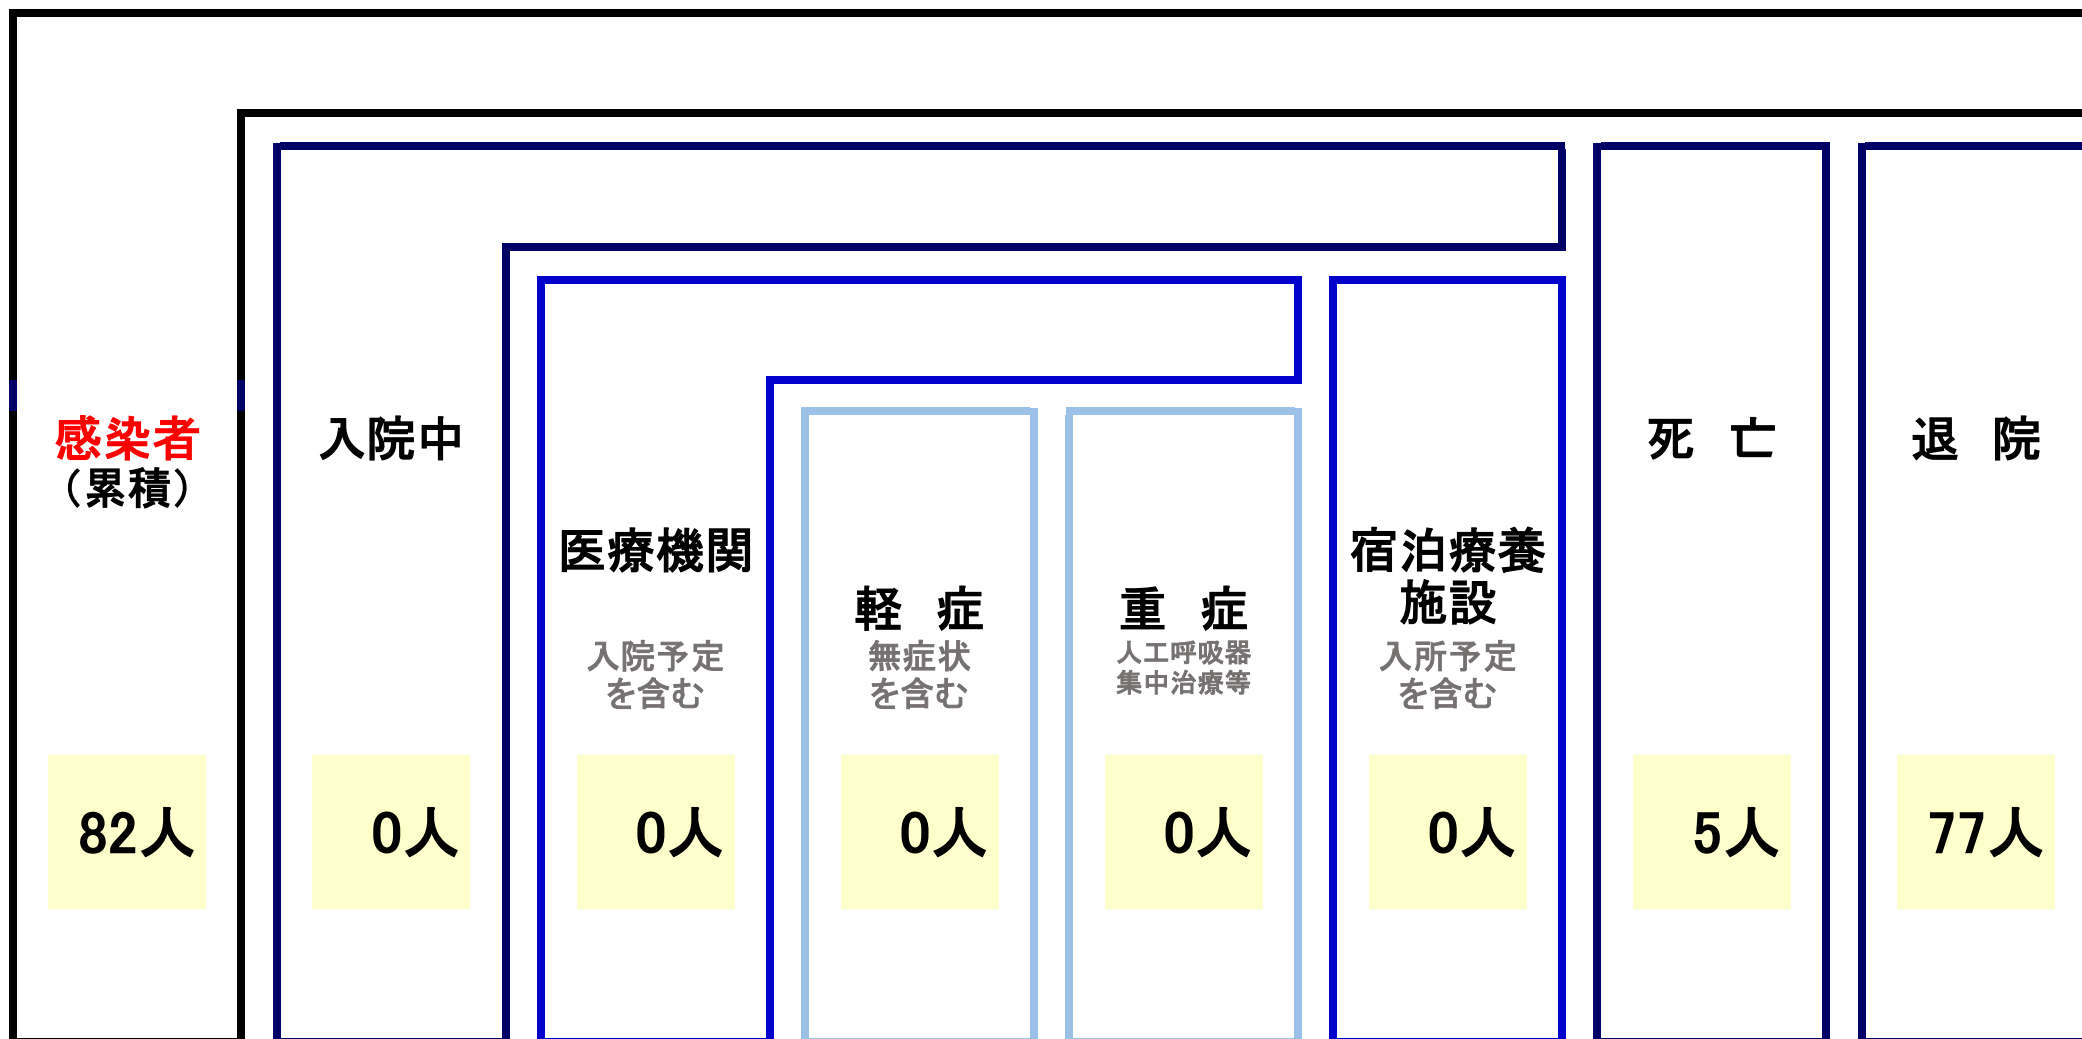 感染者
（累積）
82人
入院中
0人
医療機関
入院予定
を含む
0人
軽 症
無症状
を含む
0人
重 症
人工呼吸器
集中治療等
0人
宿泊療養
施設
入所予定
を含む
0人
死 亡
5人
退 院
77人